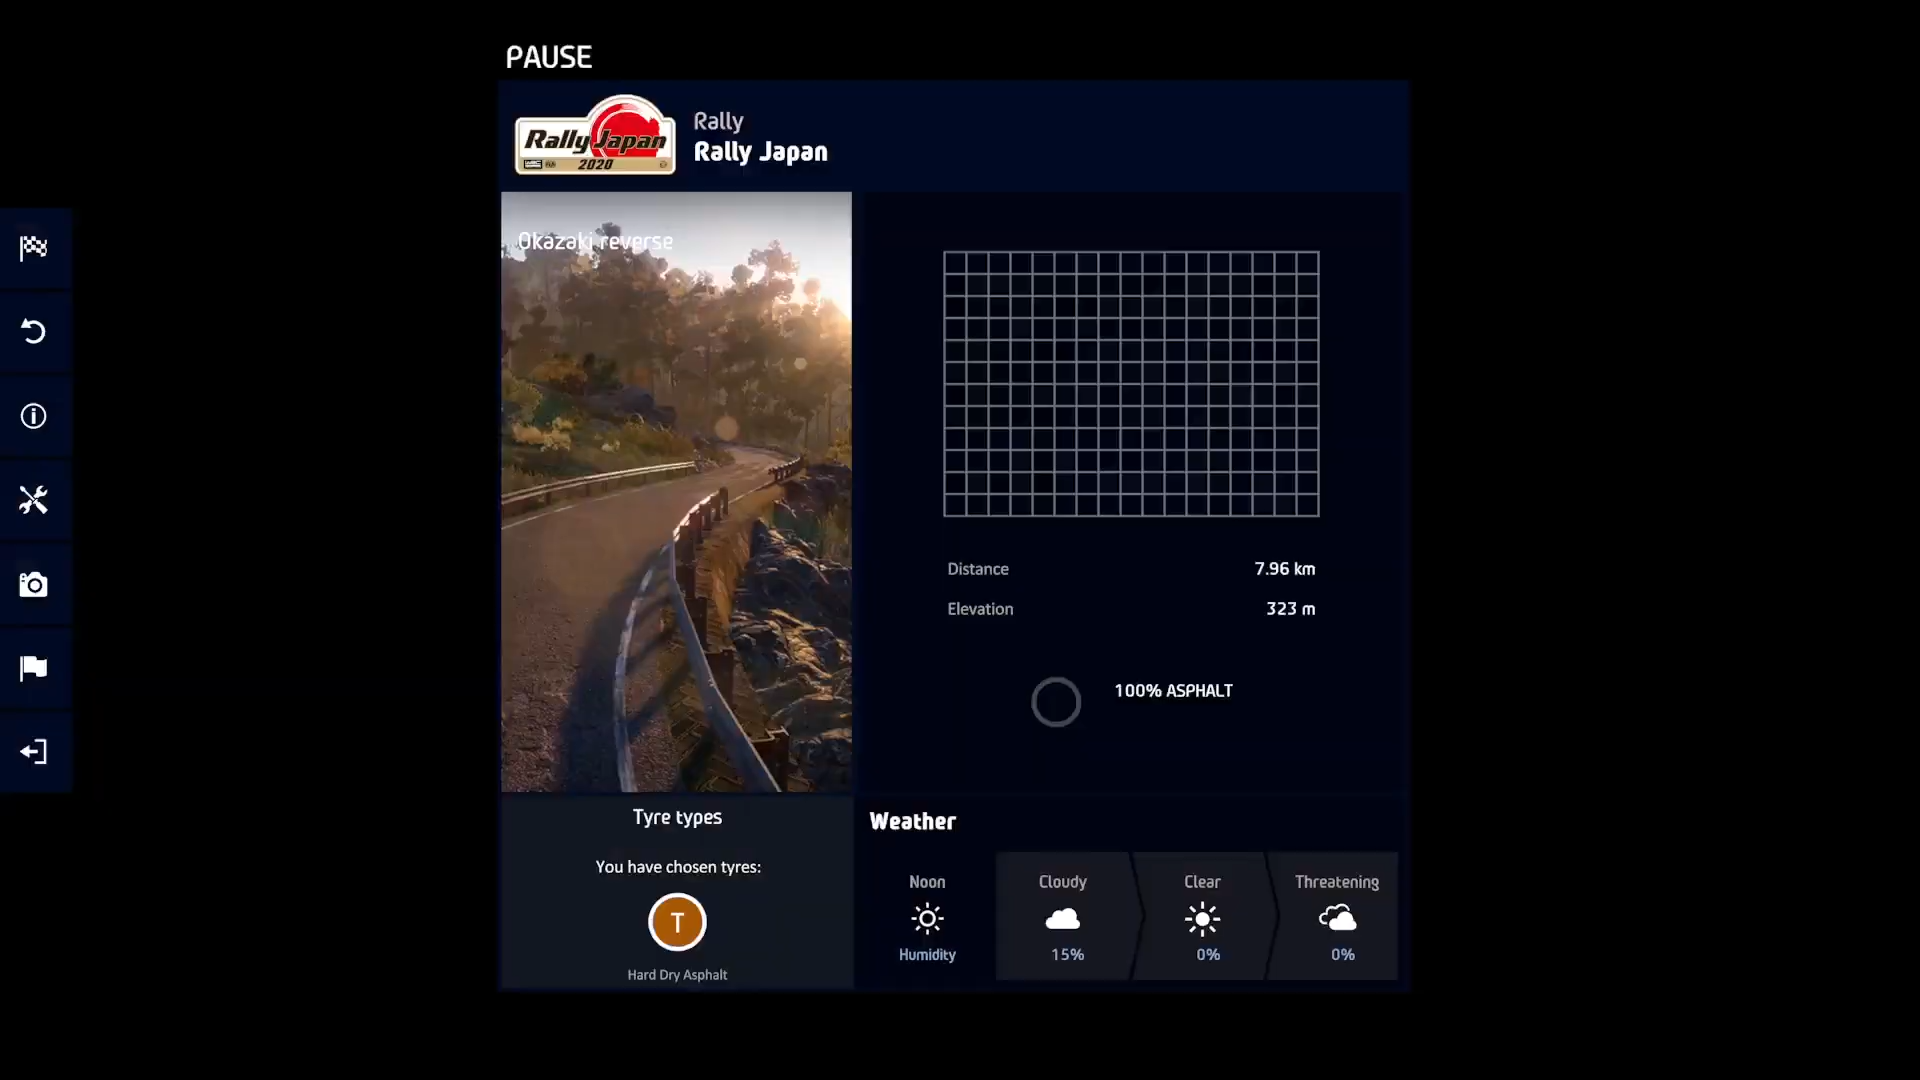 PAUSE
Rally Japan
2020
Rally
Rally Japan
Okazaki reverse
Distance 7.96 km
Elevation 323 m
100% ASPHALT
Tyre types
You have chosen tyres:
T
Hard Dry Asphalt
Weather
Noon Cloudy Clear Threatening
Humidity 15% 0% 0%